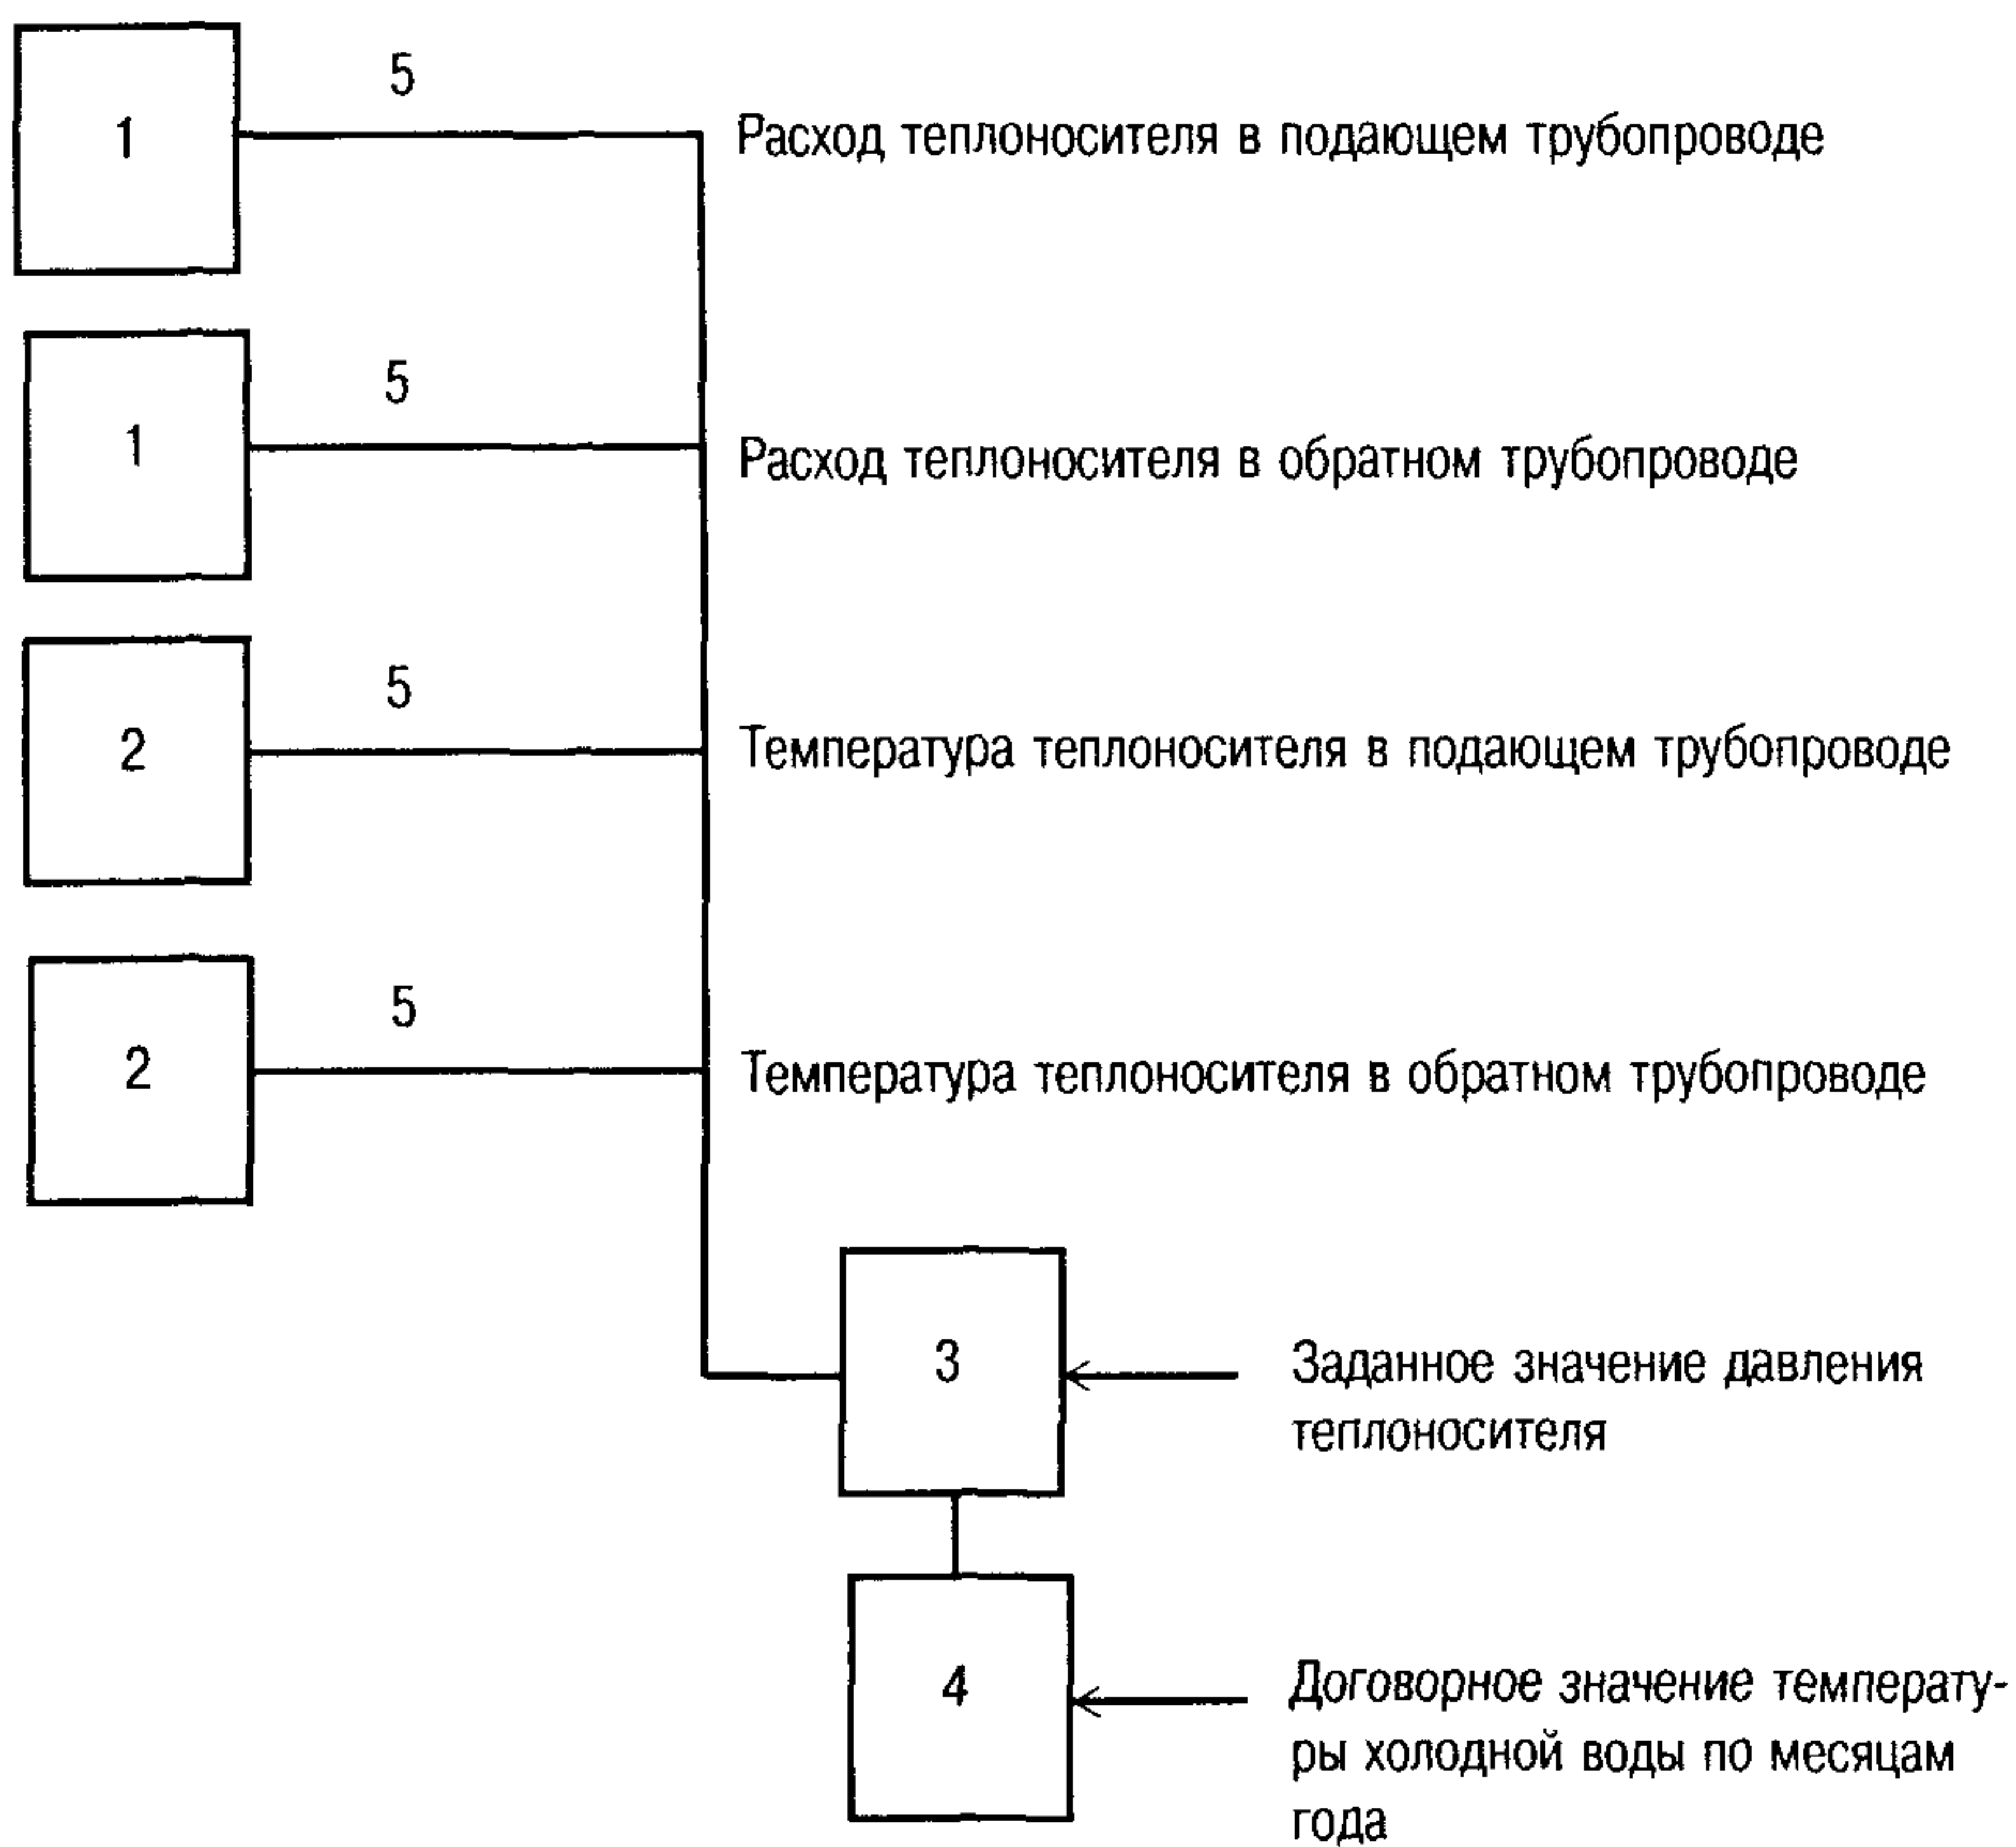 5
1
Расход теплоносителя в подающем трубопроводе
5
1
Расход теплоносителя в обратном трубопроводе
5
2
Температура теплоносителя в подающем трубопроводе
5
2
Температура теплоносителя в обратном трубопроводе
3
Заданное значение давления
теплоносителя
4
Договорное значение температу-
ры холодной воды по месяцам
года